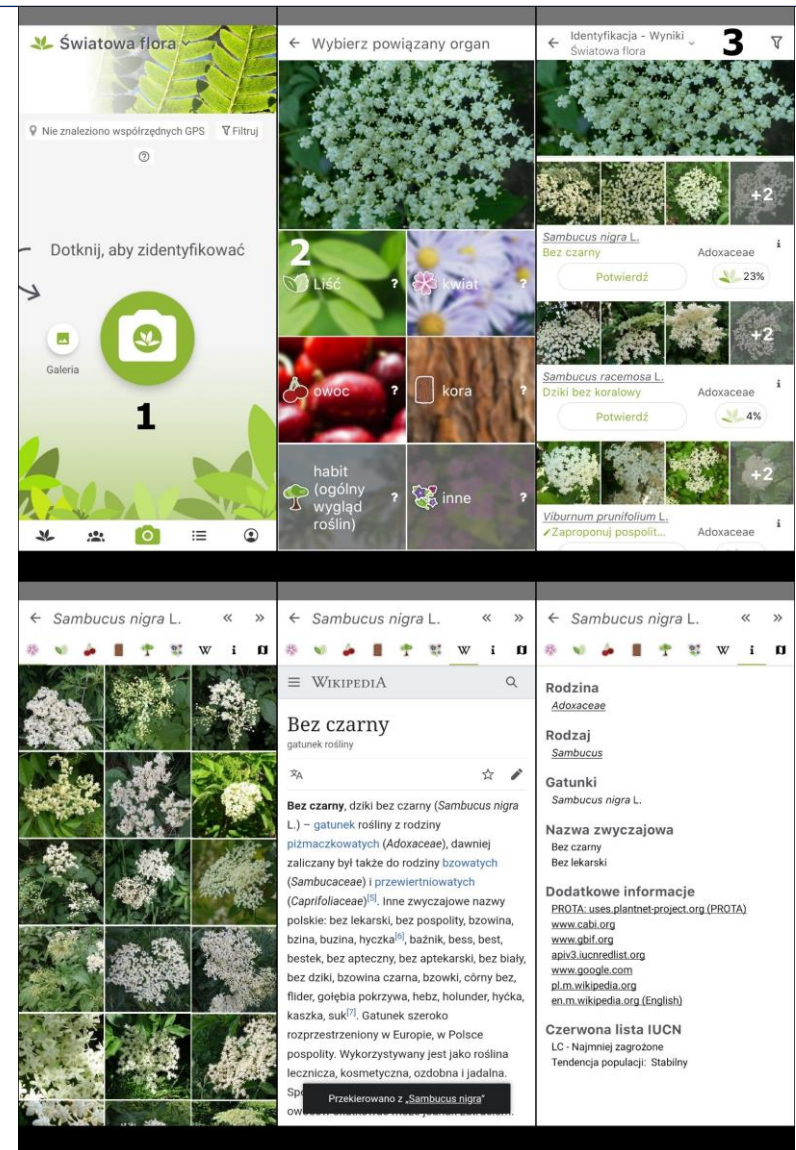 Światowa flora
Nie znaleziono współrzędnych GPS
Filtruj
Dotknij, aby zidentyfikować
Galeria
1
Wybierz powiązany organ
2
Liść ?
kwiat ?
owoc ?
kora ?
habit
(ogólny
wygląd
roślin) ?
inne ?
Identyfikacja - Wyniki
Światowa flora
3
+2
Sambucus nigra L.
Bez czarny
Adoxaceae
i
Potwierdź
23%
+2
Sambucus racemosa L.
Dziki bez koralowy
Adoxaceae
i
Potwierdź
4%
+2
Viburnum prunifolium L.
Zaproponuj pospolit...
Adoxaceae
i
Sambucus nigra L. « »
W i
Sambucus nigra L. « »
W i
WIKIPEDIA
Bez czarny
gatunek rośliny
Bez czarny, dziki bez czarny (Sambucus nigra
L.) – gatunek rośliny z rodziny
piżmaczkowatych (Adoxaceae), dawniej
zaliczany był także do rodziny bzowatych
(Sambucaceae) i przewiertniowatych
(Caprifoliaceae)[5]. Inne zwyczajowe nazwy
polskie: bez lekarski, bez pospolity, bzowina,
bzina, buzina, hyczka[6], baźnik, bess, best,
bestek, bez apteczny, bez aptekarski, bez biały,
bez dziki, bzowina czarna, bzowki, côrny bez,
flider, gołębia pokrzywa, hebz, holunder, hyćka,
kaszka, suk[7]. Gatunek szeroko
rozprzestrzeniony w Europie, w Polsce
pospolity. Wykorzystywany jest jako roślina
lecznicza, kosmetyczna, ozdobna i jadalna.
Przekierowano z „Sambucus nigra”
Sambucus nigra L. « »
W i
Rodzina
Adoxaceae
Rodzaj
Sambucus
Gatunki
Sambucus nigra L.
Nazwa zwyczajowa
Bez czarny
Bez lekarski
Dodatkowe informacje
PROTA: uses.plantnet-project.org (PROTA)
www.cabi.org
www.gbif.org
apiv3.iucnredlist.org
www.google.com
pl.m.wikipedia.org
en.m.wikipedia.org (English)
Czerwona lista IUCN
LC - Najmniej zagrożone
Tendencja populacji: Stabilny